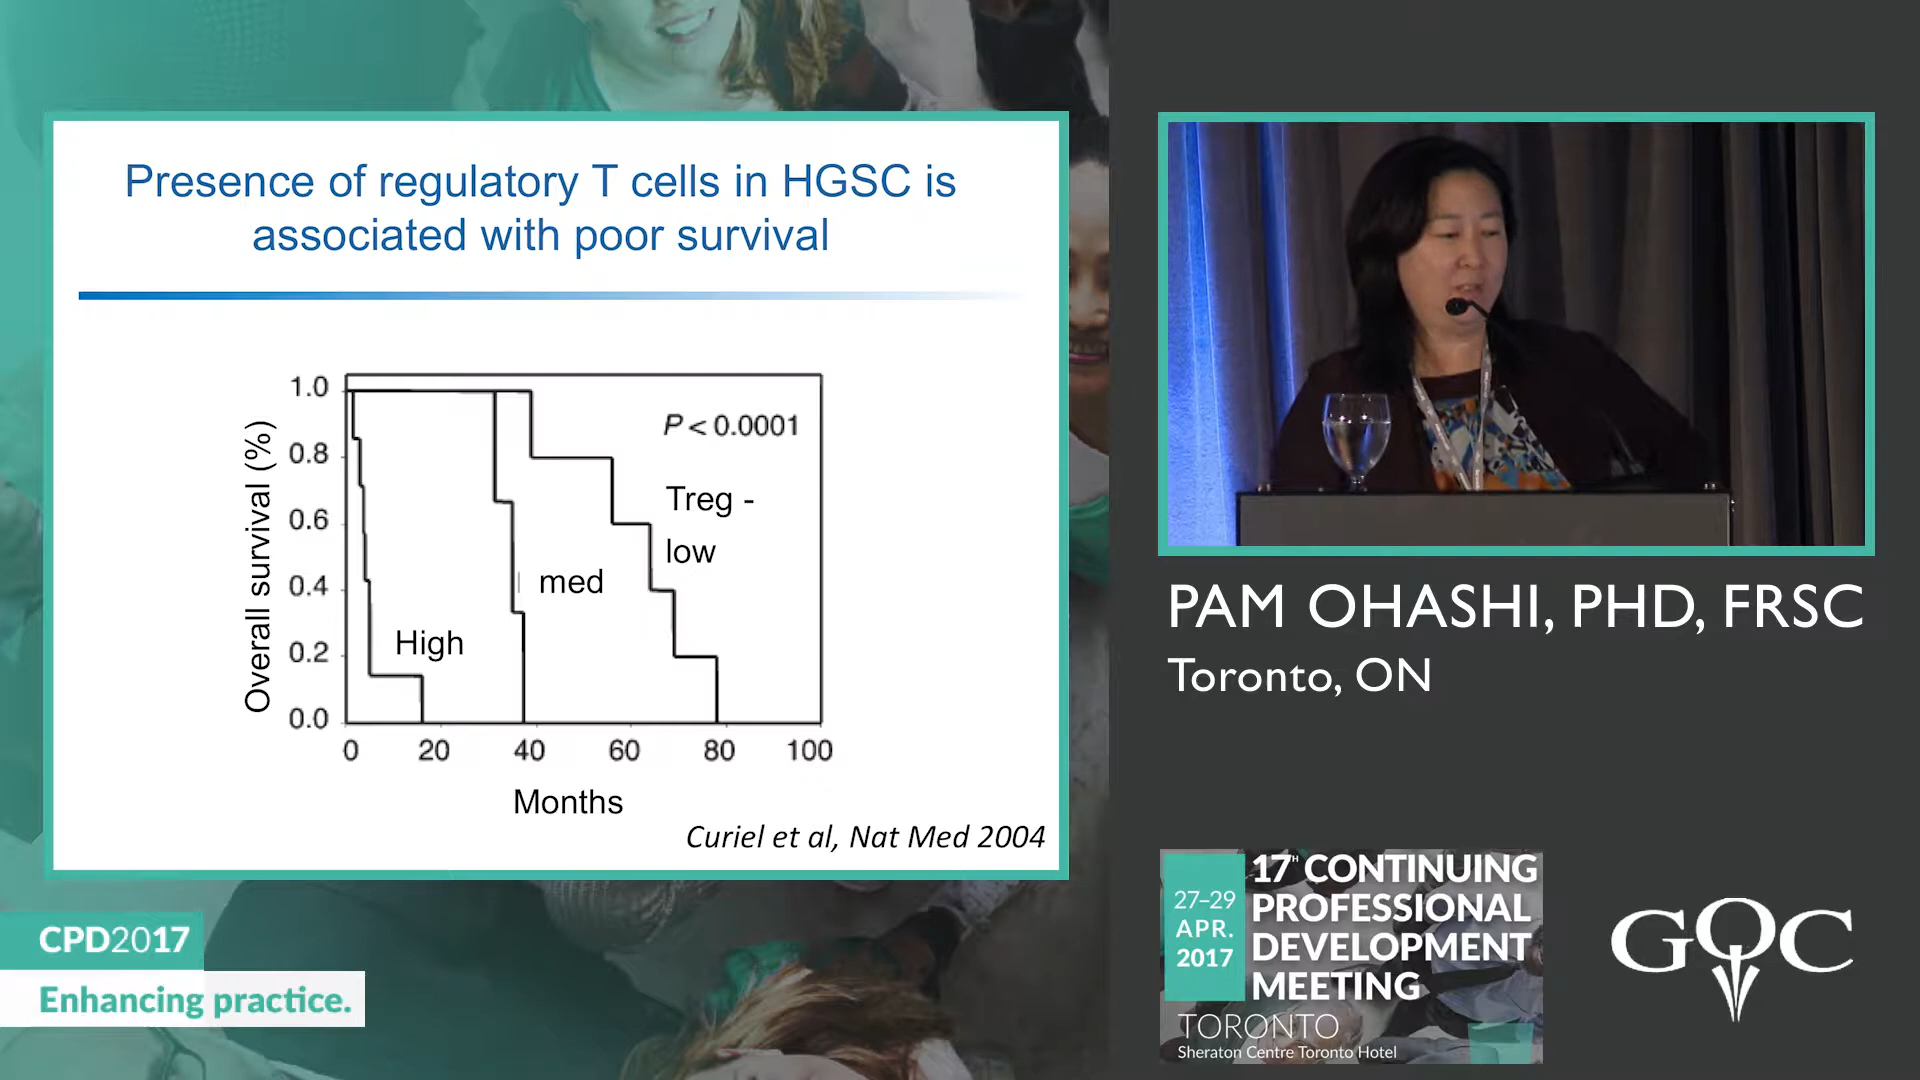 Presence of regulatory T cells in HGSC is
associated with poor survival
Overall survival (%)
1.0
0.8
0.6
0.4
0.2
0.0
P < 0.0001
Treg -
low
med
High
0 20 40 60 80 100
Months
Curiel et al, Nat Med 2004
CPD2017
Enhancing practice.
PAM OHASHI, PHD, FRSC
Toronto, ON
27–29
APR.
2017
17TH CONTINUING
PROFESSIONAL
DEVELOPMENT
MEETING
TORONTO
Sheraton Centre Toronto Hotel
GOC